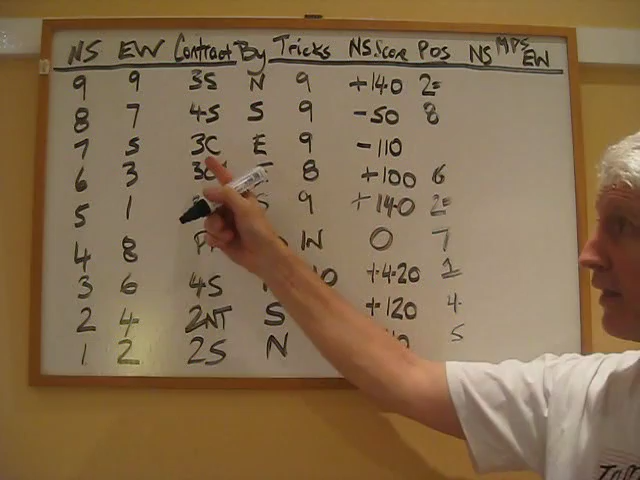 NS EW Contract By Tricks NS Score POS NS MPS EW
9 9 3S N 9 +140 2=
8 7 4S S 9 -50 8
7 5 3C E 9 -110
6 3 8 +100 6
5 1 9 +140 2=
4 8 IN 0 7
3 6 4S +420 1
2 4 2NT S +120 4
1 2 2S N 5